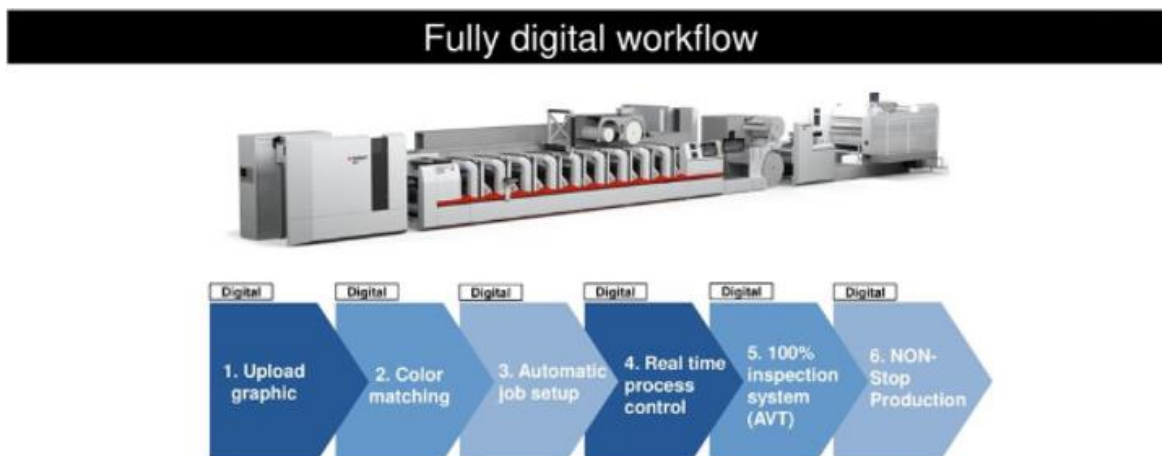 Fully digital workflow
Digital
1. Upload
graphic
Digital
2. Color
matching
Digital
3. Automatic
job setup
Digital
4. Real time
process
control
Digital
5. 100%
inspection
system
(AVT)
Digital
6. NON-
Stop
Production